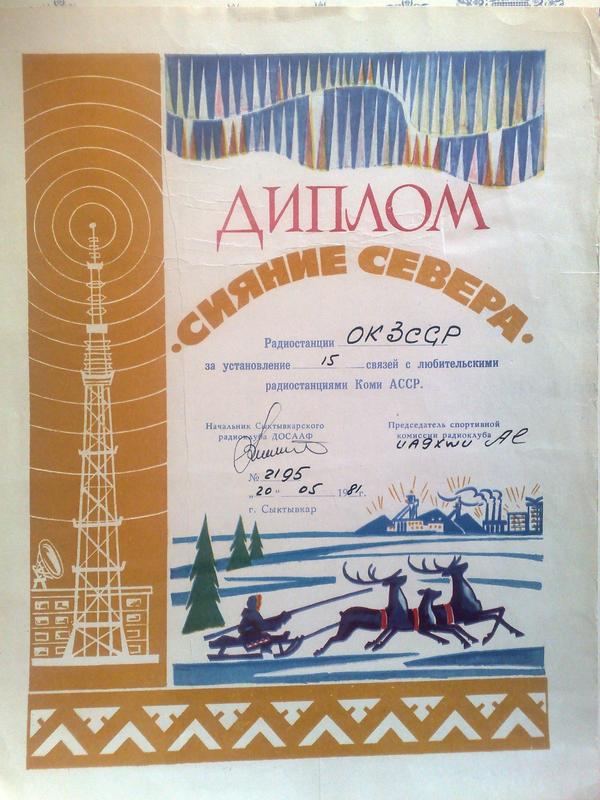 ДИПЛОМ
·СИЯНИЕ СЕВЕРА·
Радиостанции OK3CGP
за установление 15 связей с любительскими
радиостанциями Коми АССР.
Начальник Сыктывкарского
радиоклуба ДОСААФ
Председатель спортивной
комиссии радиоклуба
UA9XWU
№ 2195
„20“ 05 1981г.
г. Сыктывкар